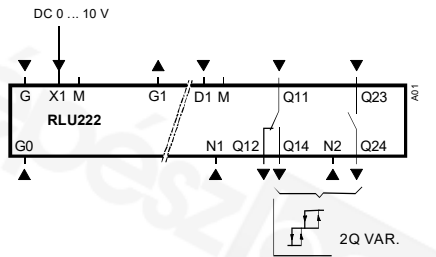 DC 0 ... 10 V
G X1 M G1 D1 M Q11 Q23
A01
RLU222
G0 N1 Q12 Q14 N2 Q24
2Q VAR.